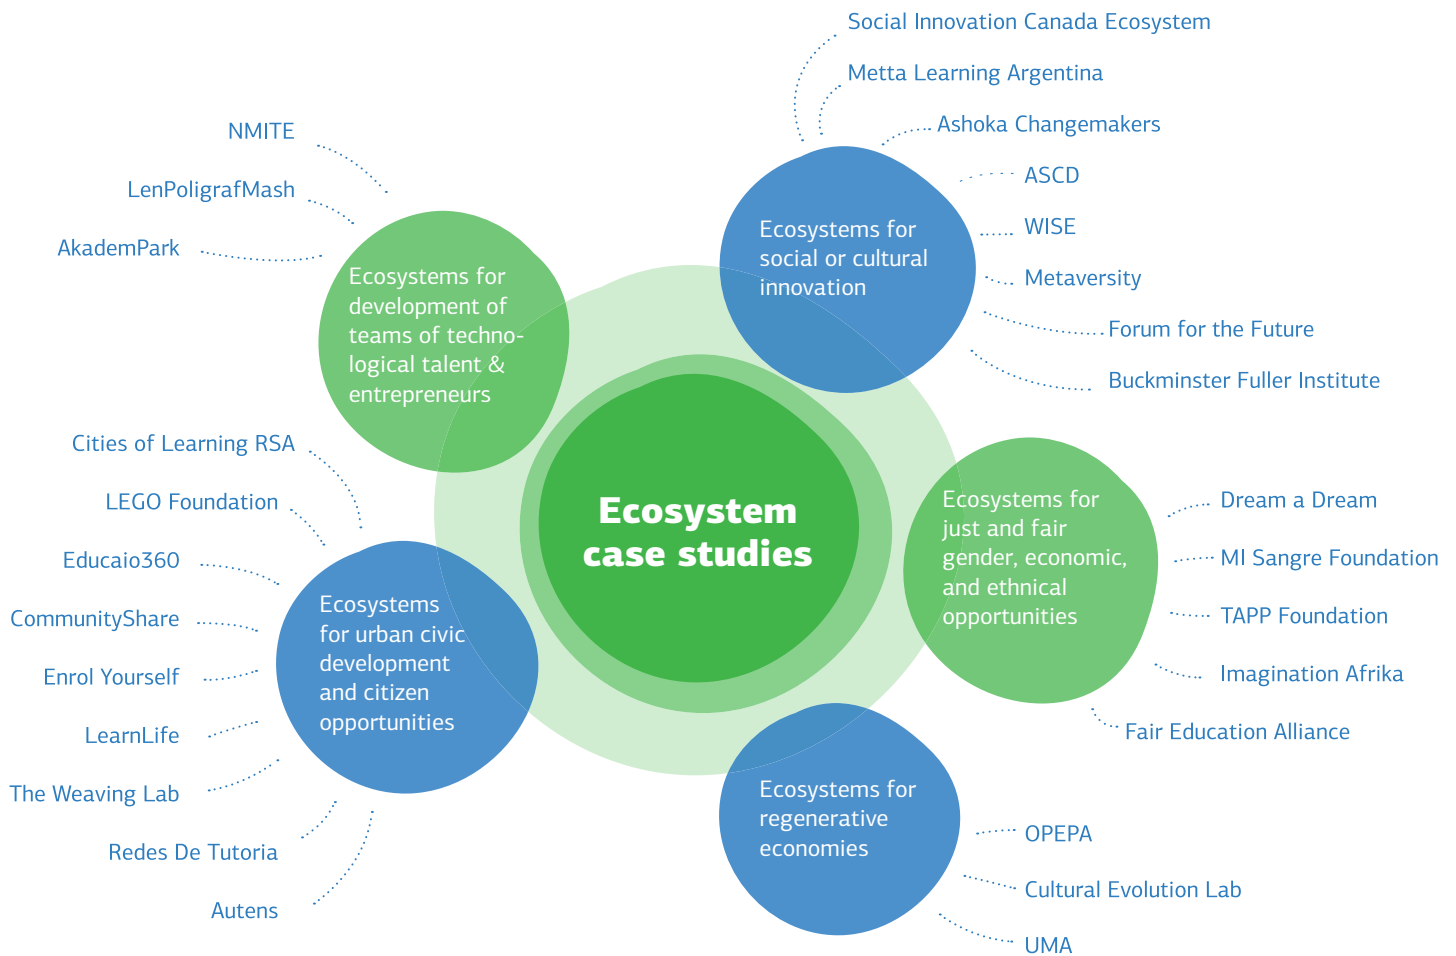 Social Innovation Canada Ecosystem
Metta Learning Argentina
Ashoka Changemakers
ASCD
WISE
Metaversity
Forum for the Future
Buckminster Fuller Institute
Ecosystems for
social or cultural
innovation
NMITE
LenPoligrafMash
AkademPark
Ecosystems for
development of
teams of techno-
logical talent &
entrepreneurs
Ecosystem
case studies
Cities of Learning RSA
LEGO Foundation
Educaio360
CommunityShare
Enrol Yourself
LearnLife
The Weaving Lab
Redes De Tutoria
Autens
Ecosystems
for urban civic
development
and citizen
opportunities
Ecosystems for
just and fair
gender, economic,
and ethnical
opportunities
Dream a Dream
MI Sangre Foundation
TAPP Foundation
Imagination Afrika
Fair Education Alliance
Ecosystems for
regenerative
economies
OPEPA
Cultural Evolution Lab
UMA